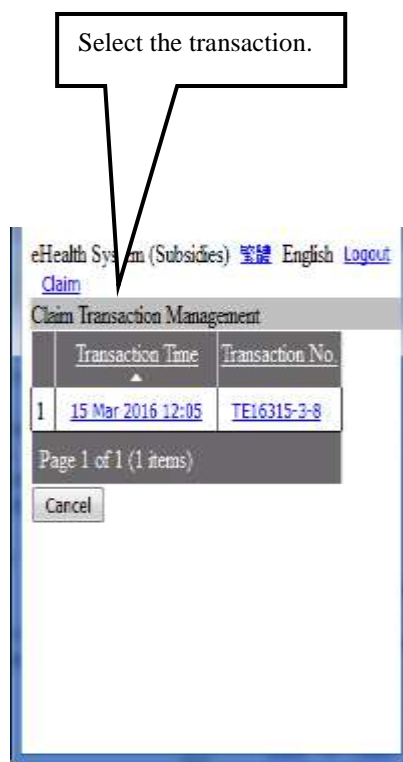 Select the transaction.
eHealth System (Subsidies) 繁體 English Logout
Claim
Claim Transaction Management
Transaction Time Transaction No.
1 15 Mar 2016 12:05 TE16315-3-8
Page 1 of 1 (1 items)
Cancel